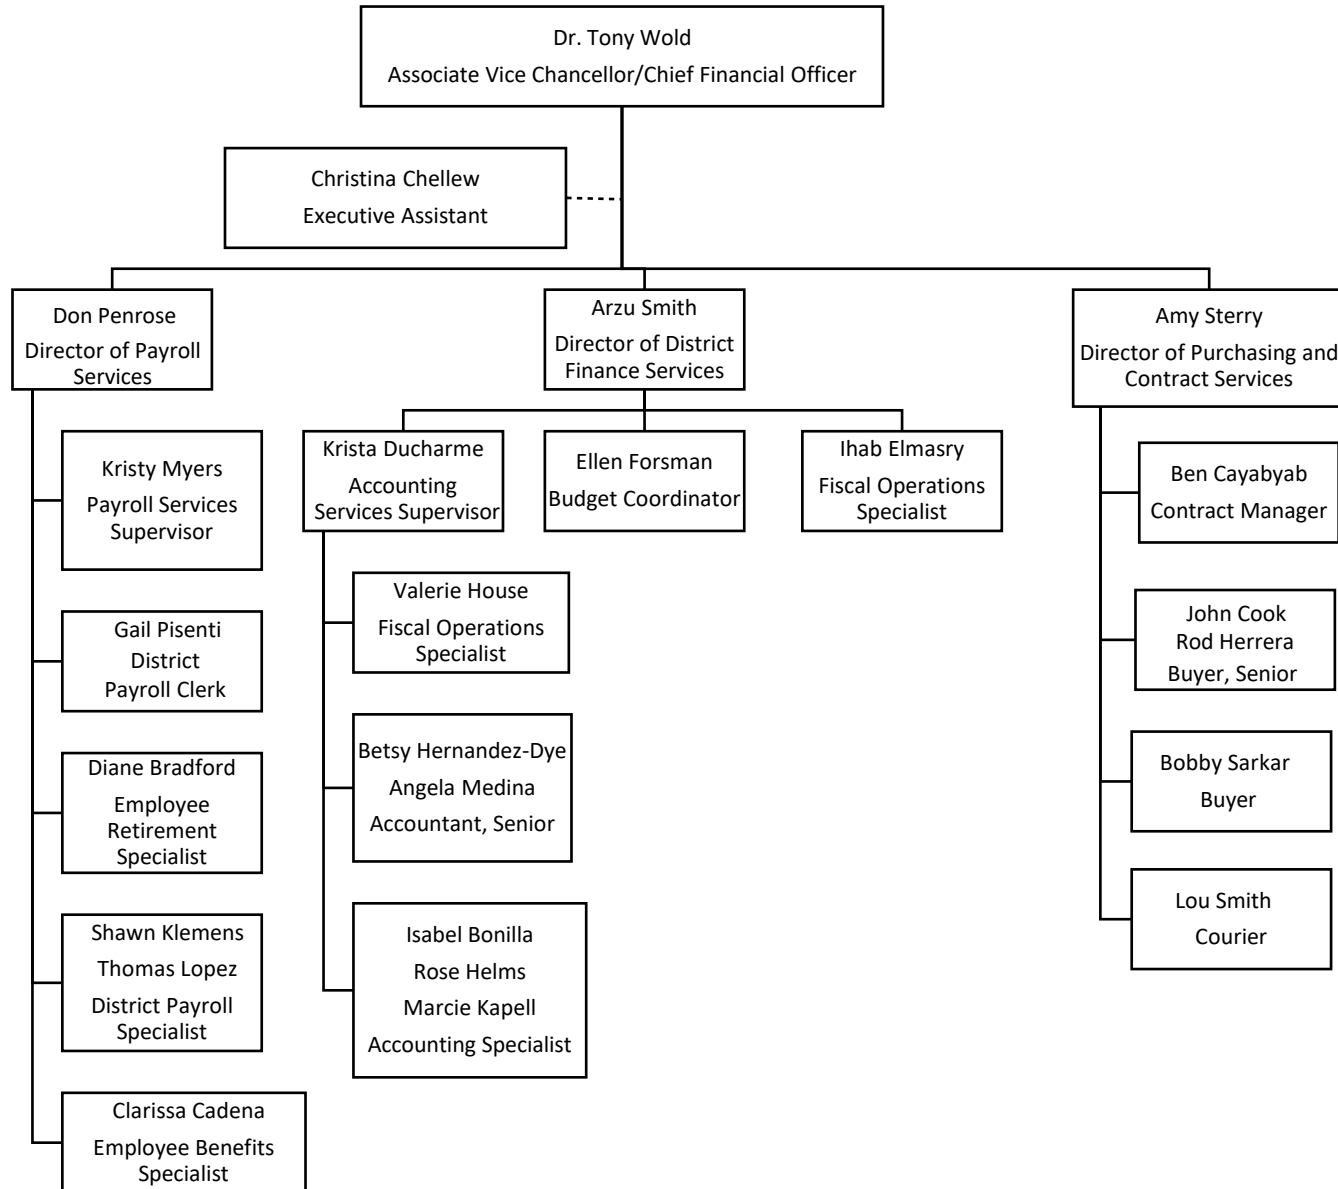 Dr. Tony Wold
Associate Vice Chancellor/Chief Financial Officer
Christina Chellew
Executive Assistant
Don Penrose
Director of Payroll
Services
Arzu Smith
Director of District
Finance Services
Amy Sterry
Director of Purchasing and
Contract Services
Kristy Myers
Payroll Services
Supervisor
Gail Pisenti
District
Payroll Clerk
Diane Bradford
Employee
Retirement
Specialist
Shawn Klemens
Thomas Lopez
District Payroll
Specialist
Clarissa Cadena
Employee Benefits
Specialist
Krista Ducharme
Accounting
Services Supervisor
Valerie House
Fiscal Operations
Specialist
Betsy Hernandez-Dye
Angela Medina
Accountant, Senior
Isabel Bonilla
Rose Helms
Marcie Kapell
Accounting Specialist
Ellen Forsman
Budget Coordinator
Ihab Elmasry
Fiscal Operations
Specialist
Ben Cayabyab
Contract Manager
John Cook
Rod Herrera
Buyer, Senior
Bobby Sarkar
Buyer
Lou Smith
Courier